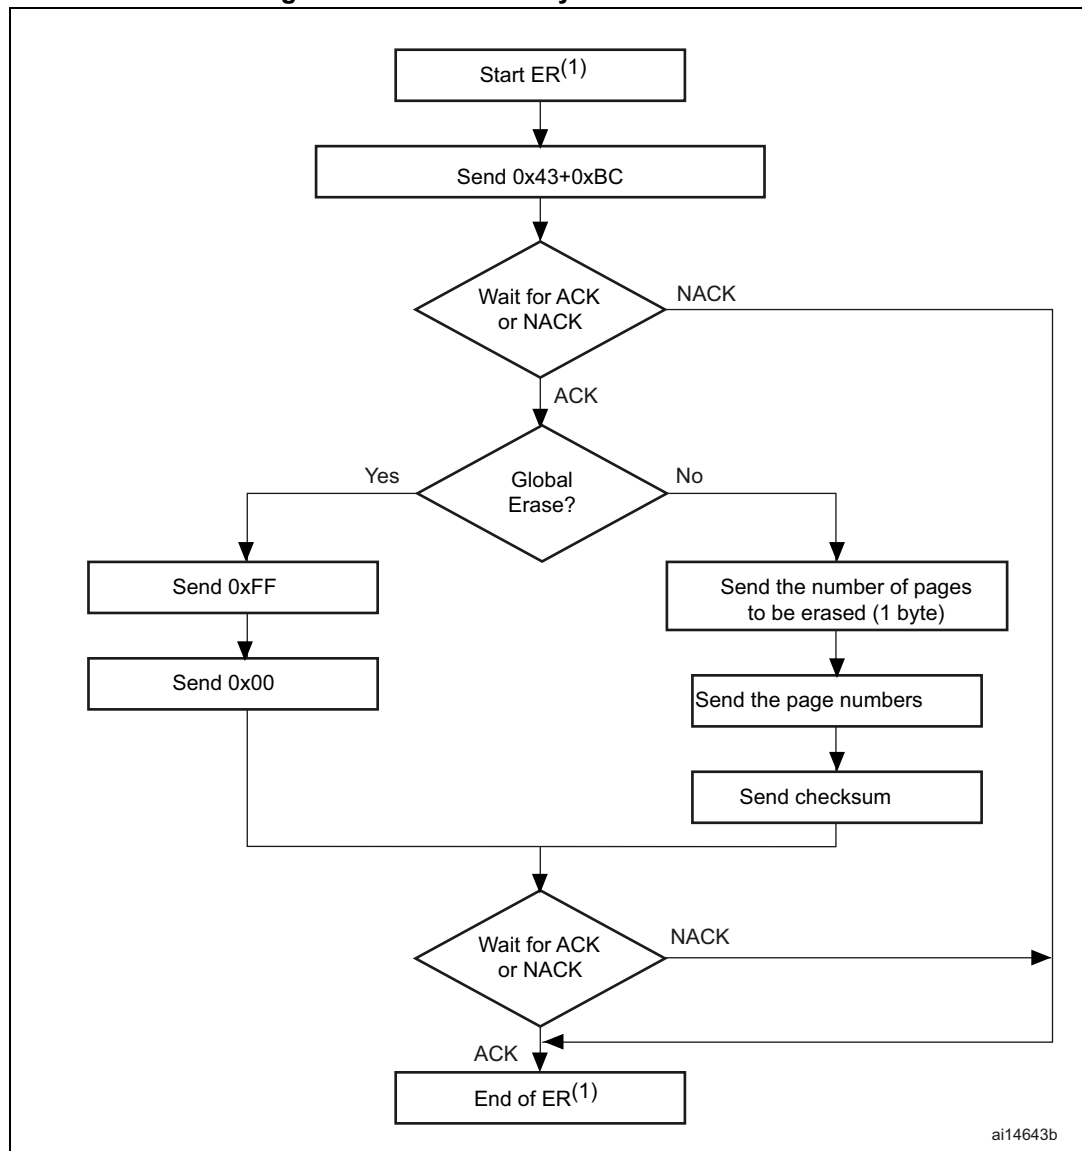 Start ER(1)
Send 0x43+0xBC
Wait for ACK
or NACK
NACK
ACK
Yes
Global
Erase?
No
Send 0xFF
Send the number of pages
to be erased (1 byte)
Send 0x00
Send the page numbers
Send checksum
Wait for ACK
or NACK
NACK
ACK
End of ER(1)
ai14643b